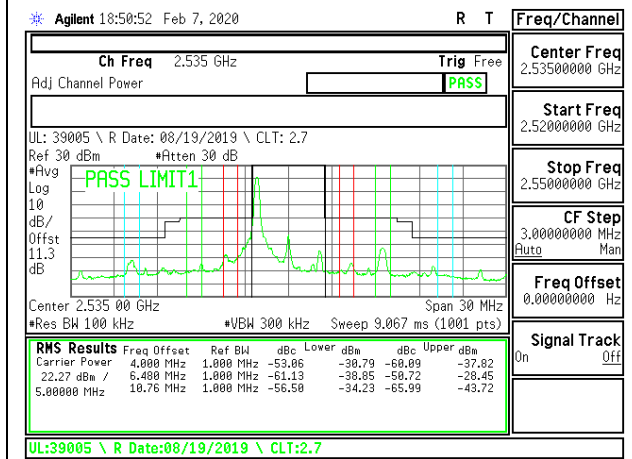 Agilent 18:50:52 Feb 7, 2020 R T
Freq/Channel
Ch Freq 2.535 GHz Trig Free
Adj Channel Power PASS
Center Freq
2.53500000 GHz
Start Freq
2.52000000 GHz
Stop Freq
2.55000000 GHz
CF Step
3.00000000 MHz
Auto Man
Freq Offset
0.00000000 Hz
Signal Track
On Off
UL: 39005 \ R Date: 08/19/2019 \ CLT: 2.7
Ref 30 dBm #Atten 30 dB
#Avg
Log
10
dB/
Offst
11.3
dB
PASS LIMIT1
Center 2.535 00 GHz Span 30 MHz
#Res BW 100 kHz #VBW 300 kHz Sweep 9.067 ms (1001 pts)
RMS Results Freq Offset Ref BW dBc Lower dBm dBc Upper dBm
Carrier Power 4.000 MHz 1.000 MHz -53.06 -30.79 -60.09 -37.82
22.27 dBm / 6.480 MHz 1.000 MHz -61.13 -38.85 -50.72 -28.45
5.00000 MHz 10.76 MHz 1.000 MHz -56.50 -34.23 -65.99 -43.72
UL:39005 \ R Date:08/19/2019 \ CLT:2.7